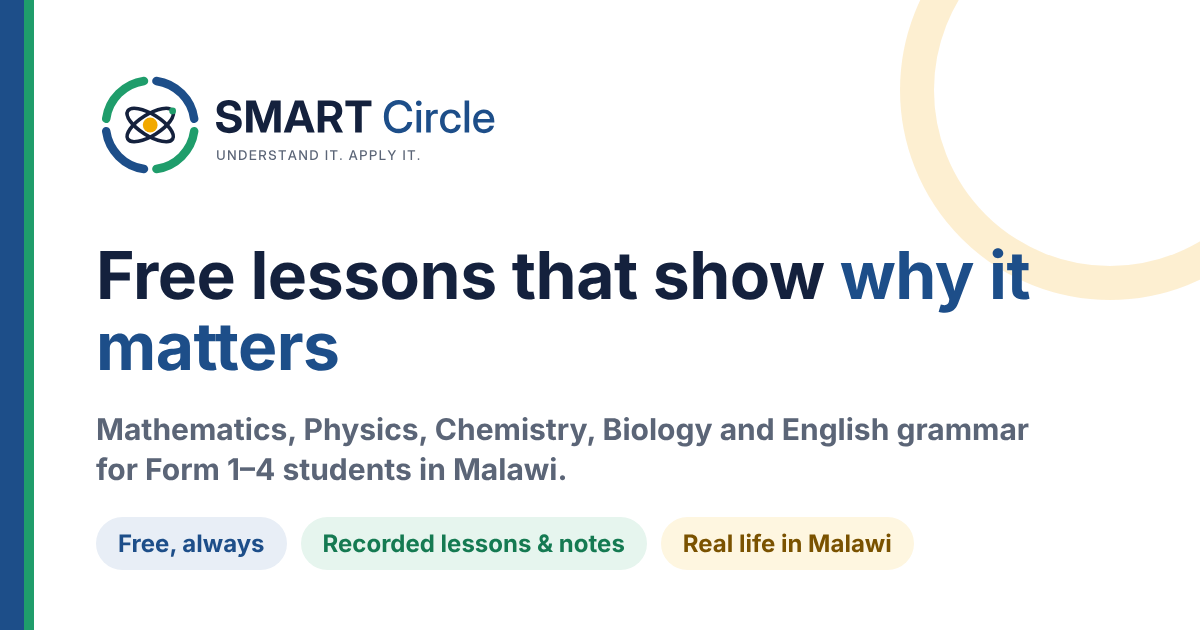 SMART Circle
UNDERSTAND IT. APPLY IT.
Free lessons that show why it
matters
Mathematics, Physics, Chemistry, Biology and English grammar
for Form 1–4 students in Malawi.
Free, always
Recorded lessons & notes
Real life in Malawi